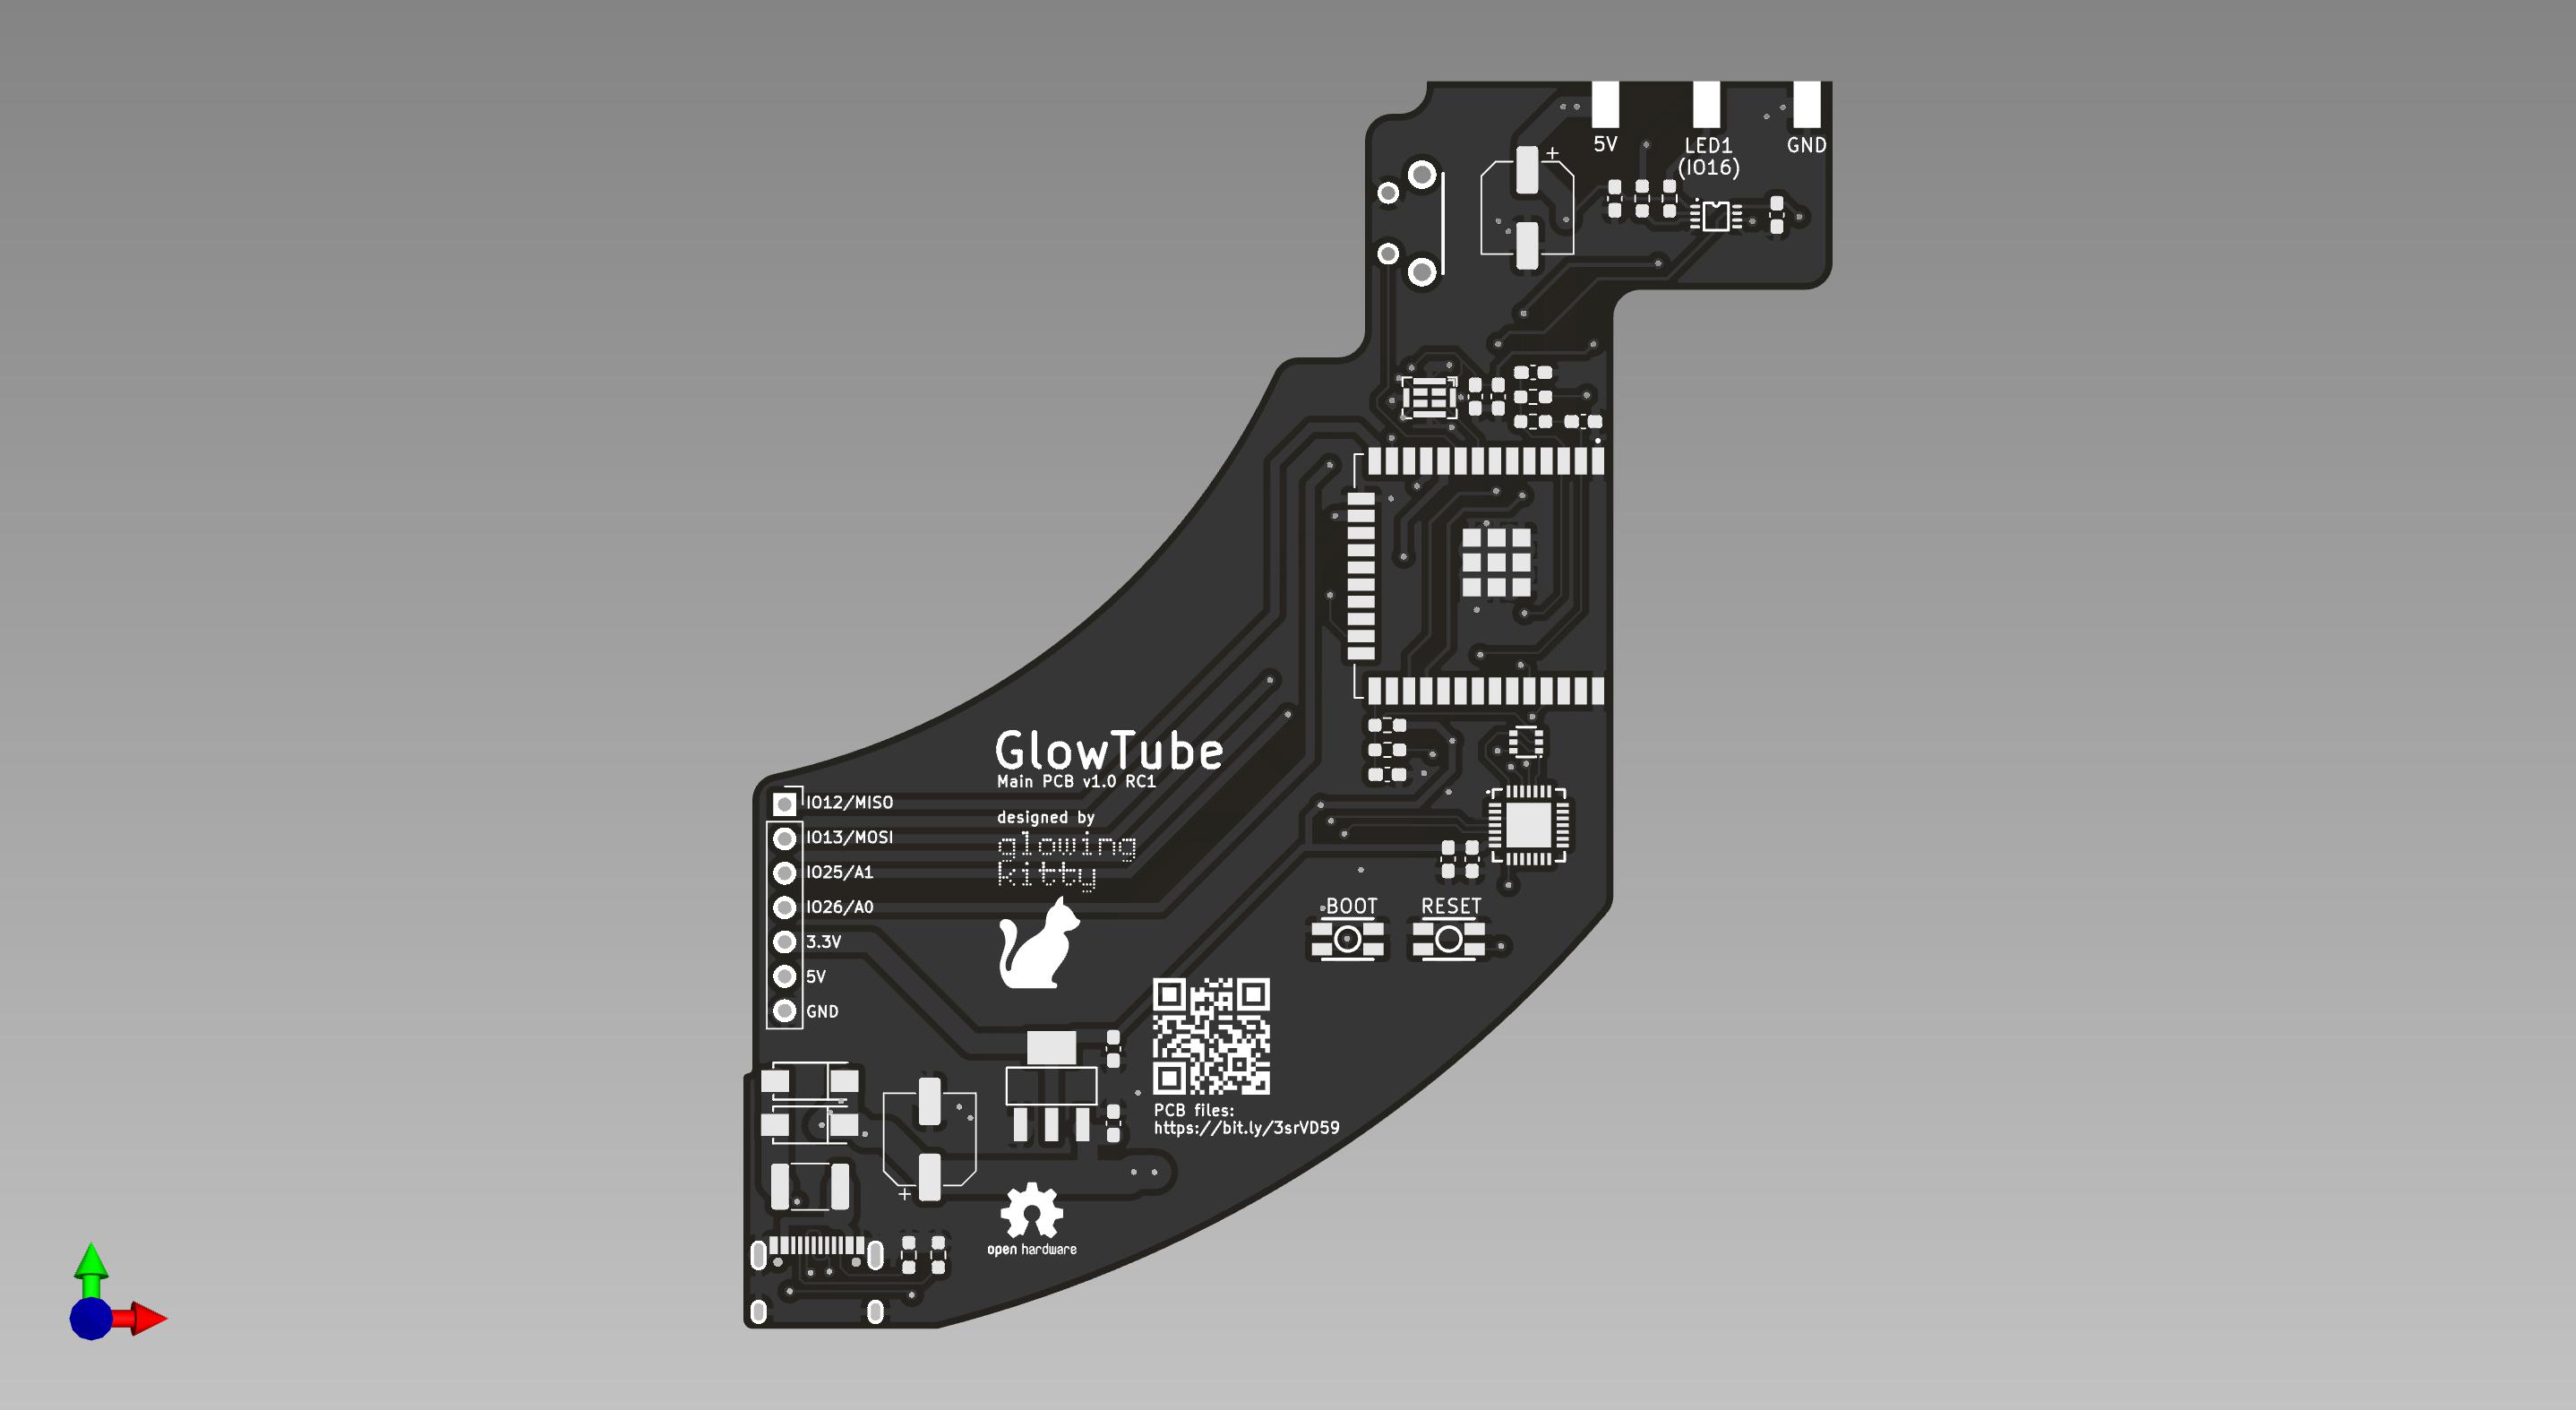 5V
LED1
(IO16)
GND
GlowTube
Main PCB v1.0 RC1
designed by
glowing
kitty
IO12/MISO
IO13/MOSI
IO25/A1
IO26/A0
3.3V
5V
GND
BOOT
RESET
PCB files:
https://bit.ly/3srVD59
open hardware